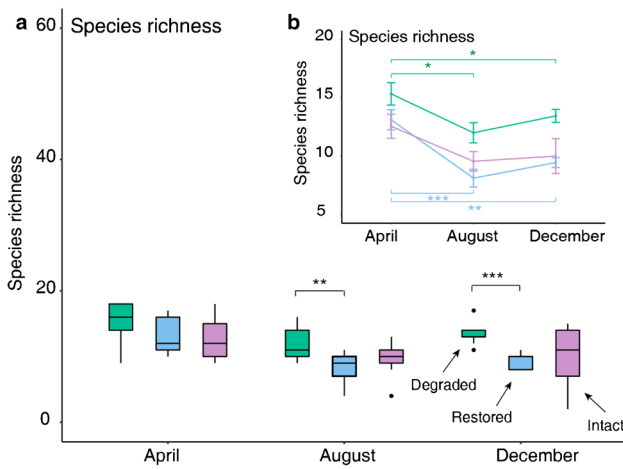 a
Species richness
60
40
20
0
Species richness
**
***
Degraded
Restored
Intact
April
August
December
b
Species richness
20
15
10
5
Species richness
*
*
***
**
April
August
December